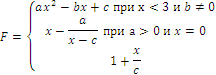 F = { ax² − bx + c при x < 3 и b ≠ 0
x − a/(x − c) при a > 0 и x = 0
1 + x/c